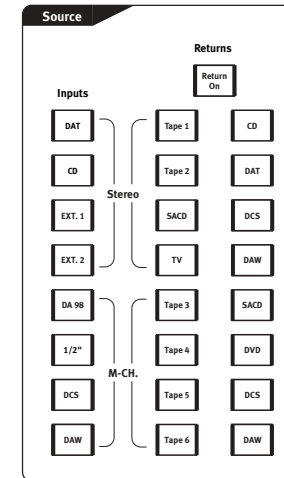 Source
Returns
Return
On
Inputs
DAT
Tape 1
CD
CD
Tape 2
DAT
Stereo
EXT. 1
SACD
DCS
EXT. 2
TV
DAW
DA 98
Tape 3
SACD
1/2"
Tape 4
DVD
M-CH.
DCS
Tape 5
DCS
DAW
Tape 6
DAW